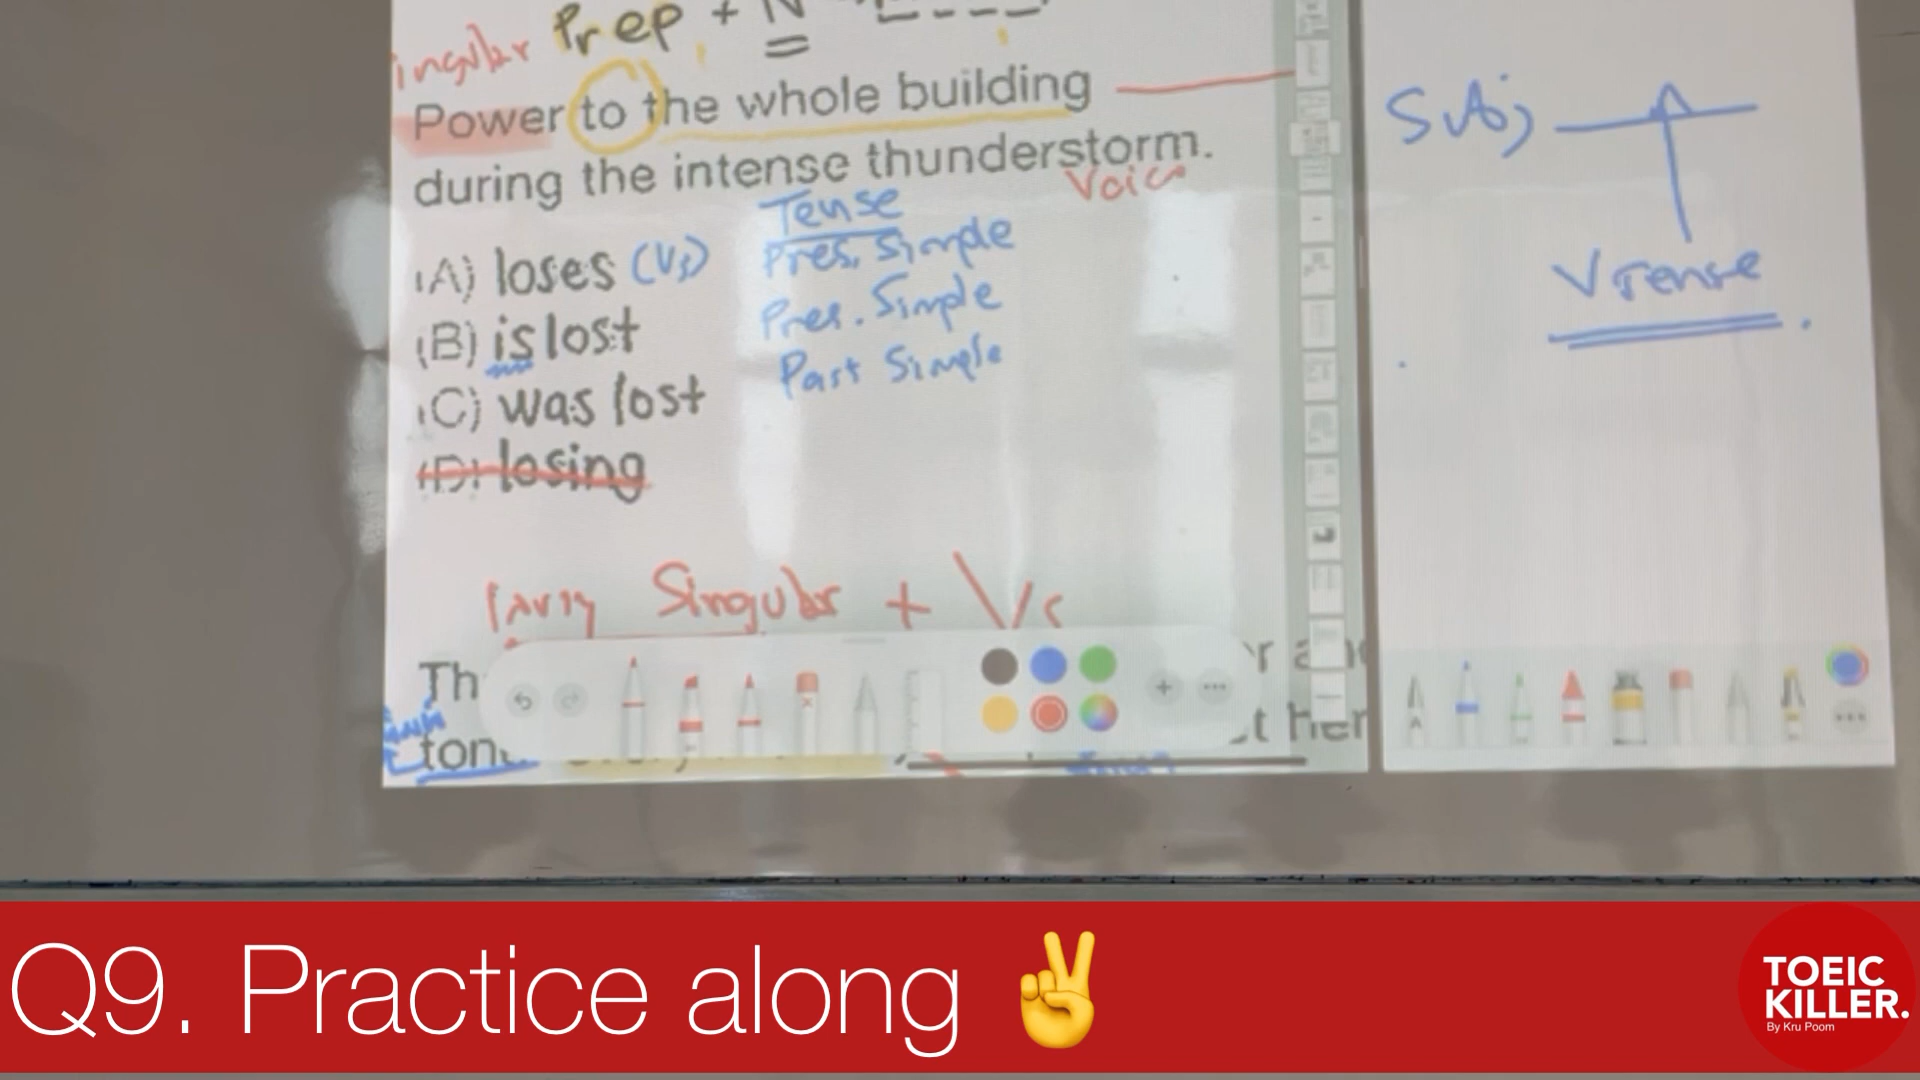 Prep + N
Singular
Power to the whole building
during the intense thunderstorm.
Tense
Voice
(A) loses (Vs) Pres. Simple
(B) is lost Pres. Simple
(C) was lost Past Simple
(D) losing
Singular + Vs
Th
ton
t her
Subj
V Tense
Q9. Practice along ✌️
TOEIC
KILLER.
By Kru Poom